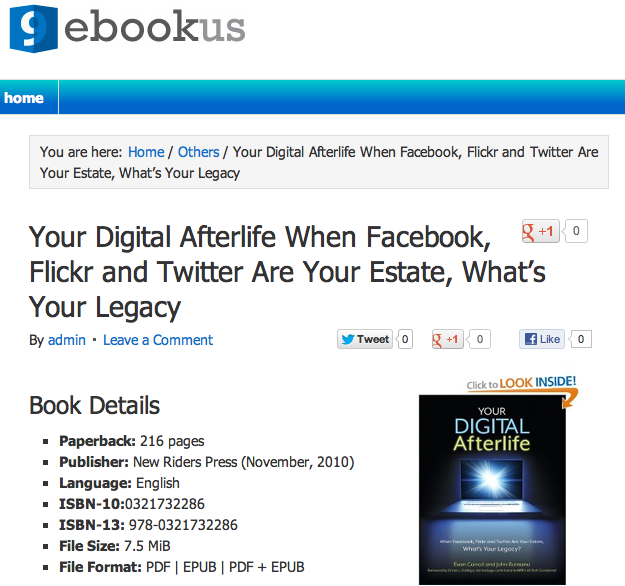 9 ebookus
home
You are here: Home / Others / Your Digital Afterlife When Facebook, Flickr and Twitter Are
Your Estate, What's Your Legacy
Your Digital Afterlife When Facebook,
Flickr and Twitter Are Your Estate, What's
Your Legacy
g +1 0
By admin · Leave a Comment
Tweet 0 g +1 0 f Like 0
Book Details
▪ Paperback: 216 pages
▪ Publisher: New Riders Press (November, 2010)
▪ Language: English
▪ ISBN-10:0321732286
▪ ISBN-13: 978-0321732286
▪ File Size: 7.5 MiB
▪ File Format: PDF | EPUB | PDF + EPUB
Click to LOOK INSIDE!
YOUR
DIGITAL
Afterlife
When Facebook, Flickr and Twitter Are Your Estate,
What's Your Legacy?
Evan Carroll and John Romano